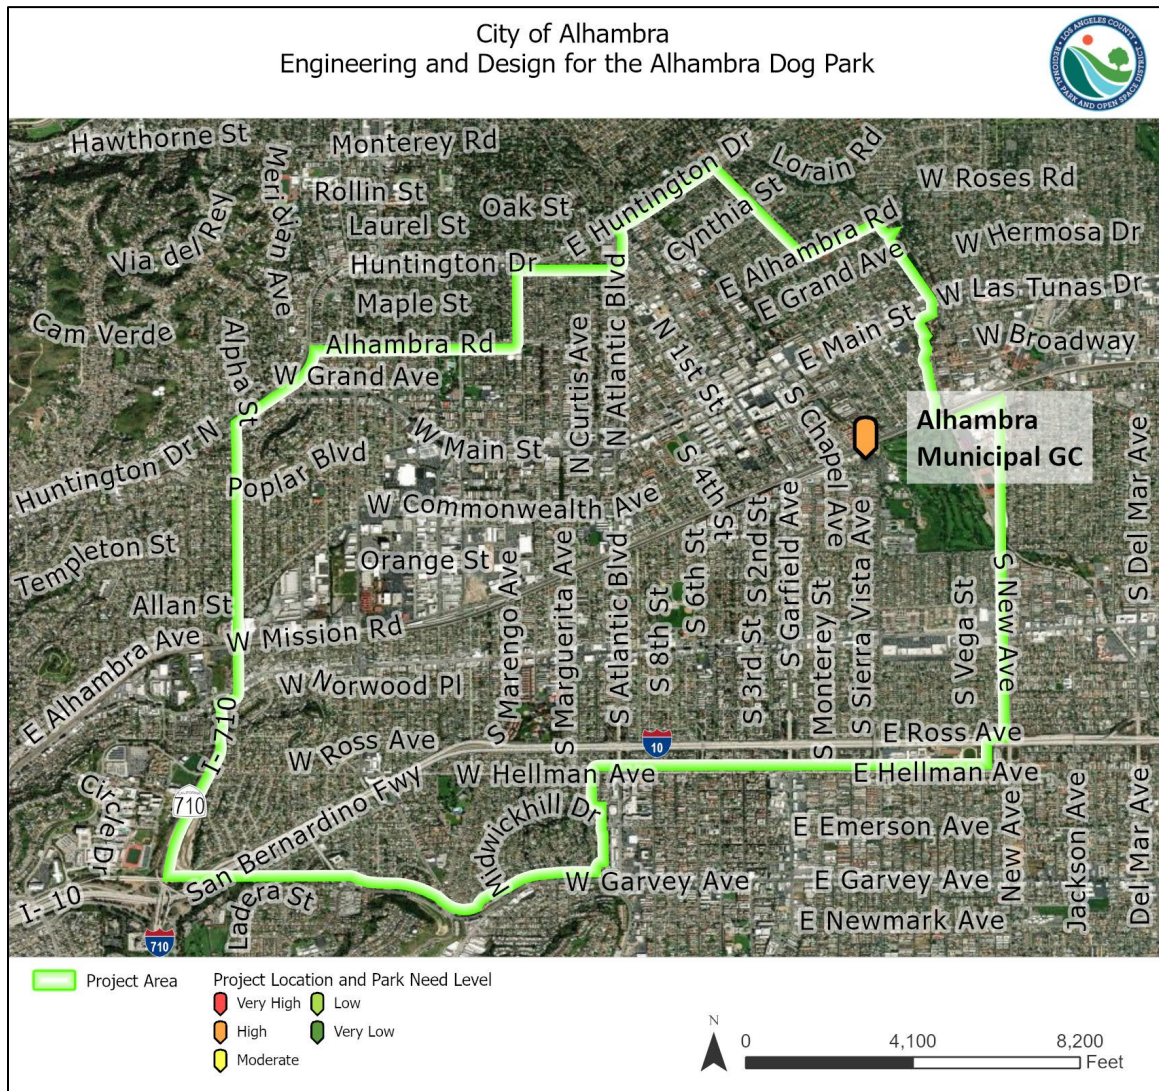 City of Alhambra
Engineering and Design for the Alhambra Dog Park
LOS ANGELES COUNTY
REGIONAL PARK AND OPEN SPACE DISTRICT
Hawthorne St
Monterey Rd
Meridian Ave
Rollin St
Oak St
Laurel St
Via del Rey
Huntington Dr
E Huntington Dr
Cynthia St
Lorain Rd
W Roses Rd
W Hermosa Dr
E Alhambra Rd
E Grand Ave
Maple St
Cam Verde
Alpha St
Alhambra Rd
W Grand Ave
N Curtis Ave
N Atlantic Blvd
N 1st St
E Main St
W Las Tunas Dr
W Broadway
Huntington Dr N
Poplar Blvd
W Main St
S 4th St
S Chapel Ave
Alhambra
Municipal GC
S Del Mar Ave
W Commonwealth Ave
Templeton St
Orange St
Allan St
W Mission Rd
E Alhambra Ave
S Marengo Ave
S Marguerita Ave
S Atlantic Blvd
S 8th St
S 6th St
S 3rd St
S 2nd St
S Garfield Ave
S Monterey St
S Sierra Vista Ave
S Vega St
S New Ave
W Norwood Pl
I- 710
W Ross Ave
10
E Ross Ave
W Hellman Ave
E Hellman Ave
710
Circle Dr
San Bernardino Fwy
Midwickhill Dr
E Emerson Ave
W Garvey Ave
E Garvey Ave
New Ave
Jackson Ave
Del Mar Ave
I- 10
Ladera St
E Newmark Ave
710
Project Area
Project Location and Park Need Level
Very High
Low
High
Very Low
Moderate
N
0 4,100 8,200
Feet